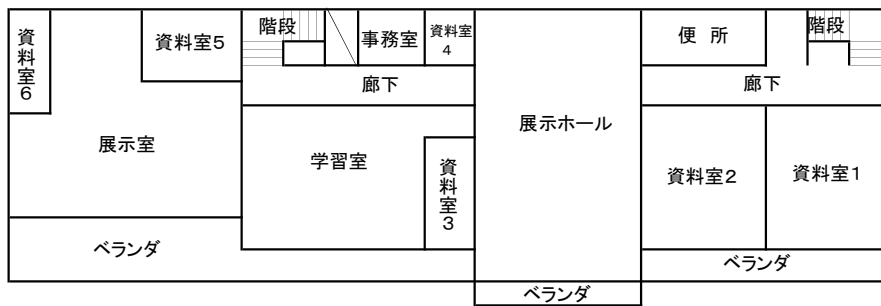 資料室6
資料室5
階段
事務室
資料室
4
便 所
階段
廊下
廊下
展示室
学習室
資料室3
展示ホール
資料室2
資料室1
ベランダ
ベランダ
ベランダ